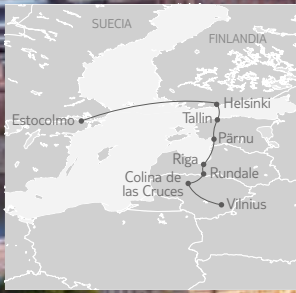 SUECIA
FINLANDIA
Helsinki
Estocolmo
Tallin
Pärnu
Riga
Rundale
Colina de
las Cruces
Vilnius